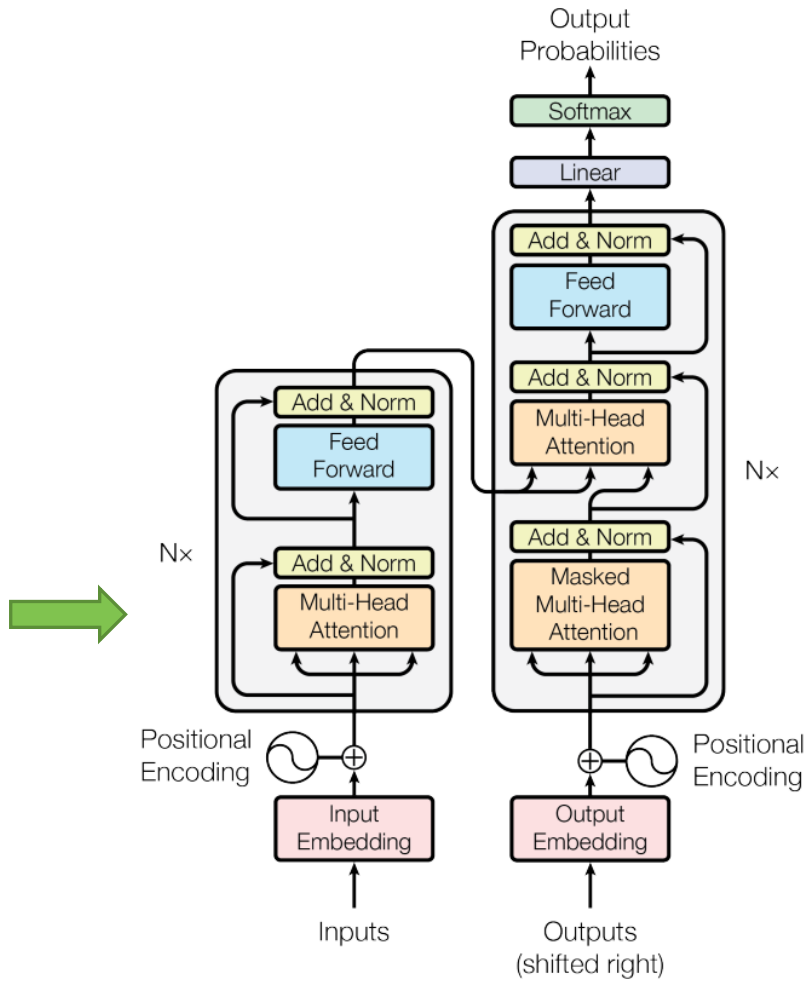 Output
Probabilities
Softmax
Linear
Add & Norm
Feed
Forward
Add & Norm
Multi-Head
Attention
Nx
Add & Norm
Masked
Multi-Head
Attention
Positional
Encoding
Output
Embedding
Outputs
(shifted right)
Add & Norm
Feed
Forward
Nx
Add & Norm
Multi-Head
Attention
Positional
Encoding
Input
Embedding
Inputs